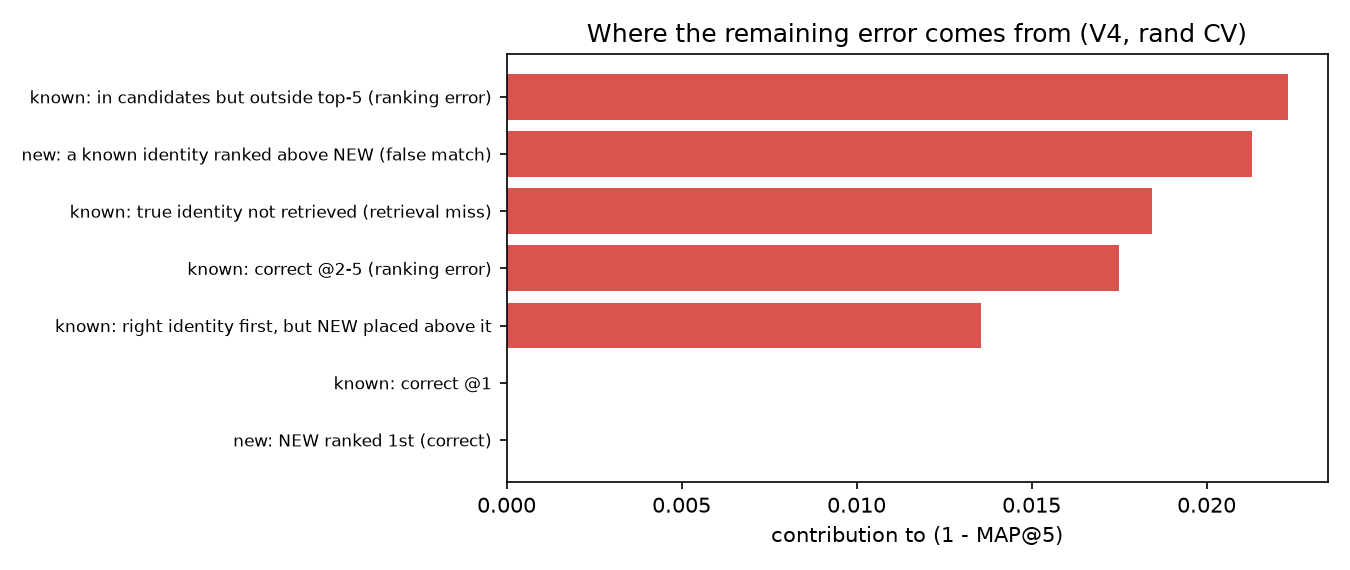 Where the remaining error comes from (V4, rand CV)
known: in candidates but outside top-5 (ranking error)
new: a known identity ranked above NEW (false match)
known: true identity not retrieved (retrieval miss)
known: correct @2-5 (ranking error)
known: right identity first, but NEW placed above it
known: correct @1
new: NEW ranked 1st (correct)
0.000 0.005 0.010 0.015 0.020
contribution to (1 - MAP@5)